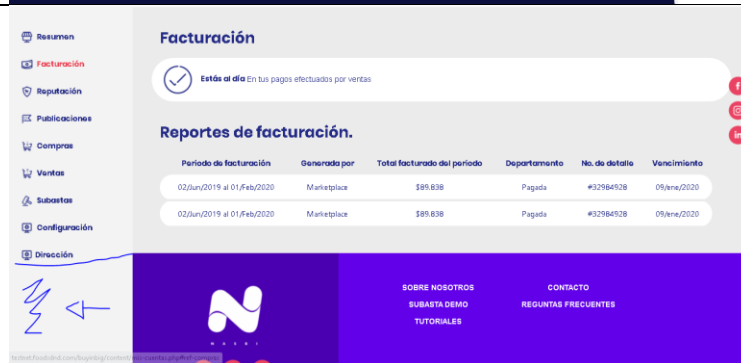 Resumen
Facturación
Reputación
Publicaciones
Compras
Ventas
Subastas
Configuración
Dirección
Facturación
Estás al día En tus pagos efectuados por ventas
Reportes de facturación.
Periodo de facturación Generada por Total facturado del periodo Departamento No. de detalle Vencimiento
02/Jun/2019 al 01/Feb/2020 Marketplace $89.838 Pagada #32984928 09/ene/2020
02/Jun/2019 al 01/Feb/2020 Marketplace $89.838 Pagada #32984928 09/ene/2020
SOBRE NOSOTROS
SUBASTA DEMO
TUTORIALES
CONTACTO
REGUNTAS FRECUENTES